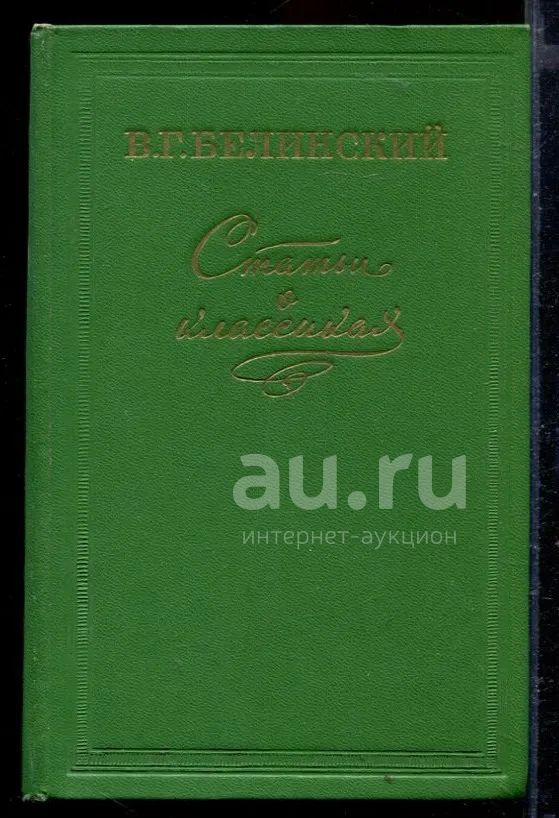 В.Г.БЕЛИНСКИЙ
Статьи
о
классиках
au.ru
интернет-аукцион